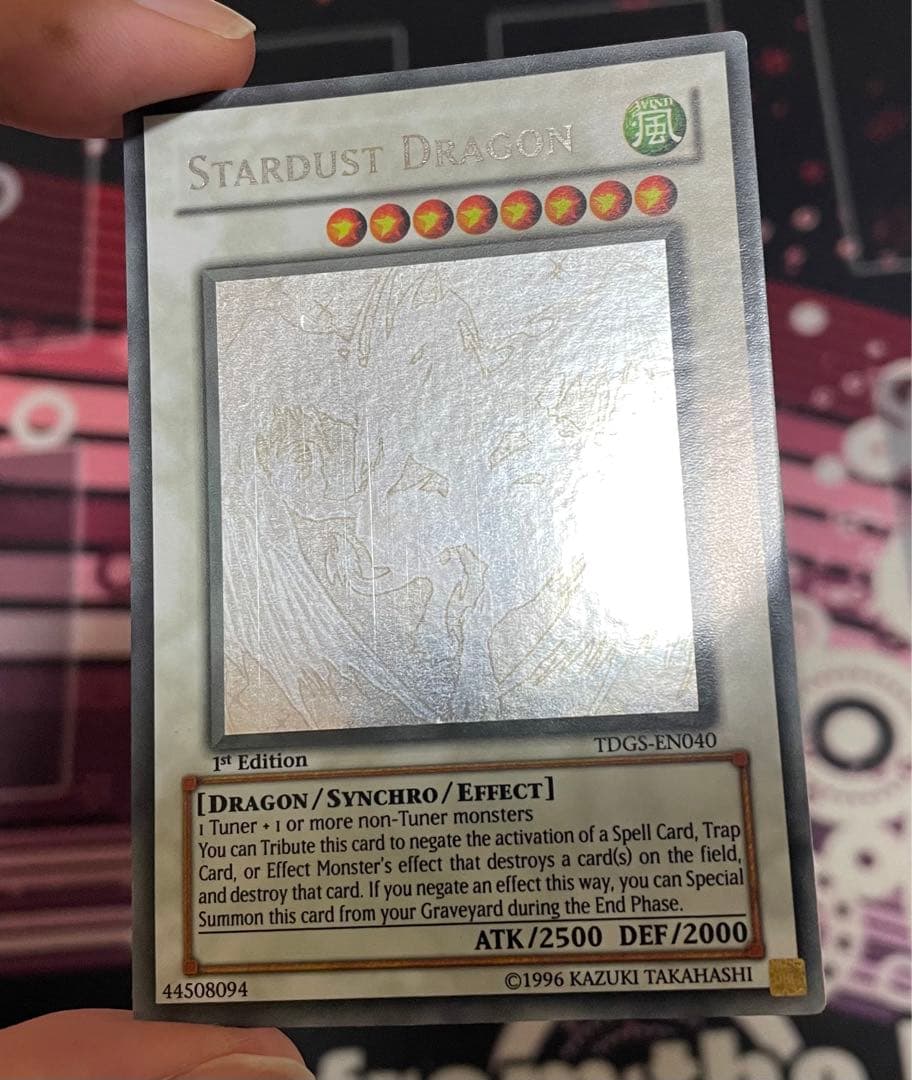 STARDUST DRAGON
WIND
風
1st Edition
TDGS-EN040
[DRAGON/SYNCHRO/EFFECT]
1 Tuner + 1 or more non-Tuner monsters
You can Tribute this card to negate the activation of a Spell Card, Trap
Card, or Effect Monster's effect that destroys a card(s) on the field,
and destroy that card. If you negate an effect this way, you can Special
Summon this card from your Graveyard during the End Phase.
ATK/2500 DEF/2000
44508094
©1996 KAZUKI TAKAHASHI
from the